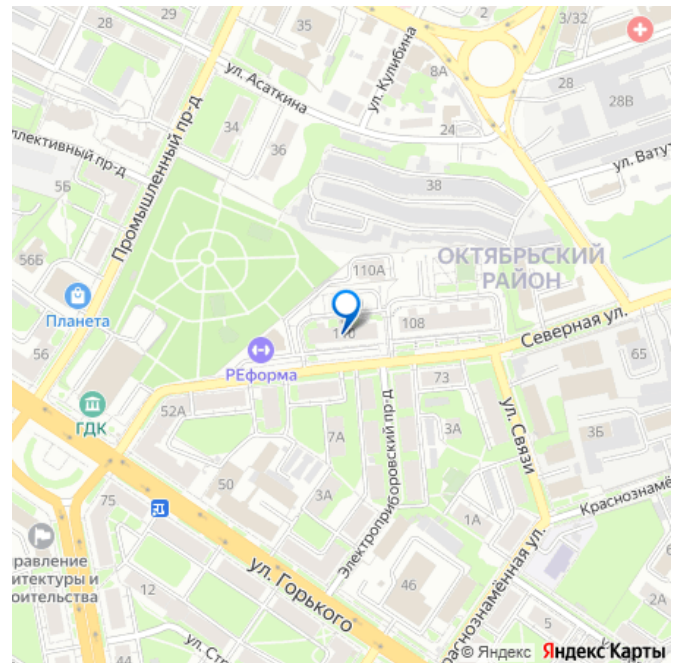 35
2
3/32
ул. Кулибина
8А
ул. Асаткина
28
28В
34
24
36
ул. Вату
ллективный пр-д
5Б
38
Промышленный пр-д
56Б
110А
ОКТЯБРЬСКИЙ
РАЙОН
Планета
108
Северная ул.
56
РЕформа
65
73
52А
ГДК
7А
3А
3Б
ул. Связи
Электроприборовский пр-д
50
3А
75
Краснознамё
1А
равление
итектуры и
оительства
12
ул. Горького
46
раснознамённая ул.
2А
5
ул. Ст
44
© Яндекс Яндекс Карты